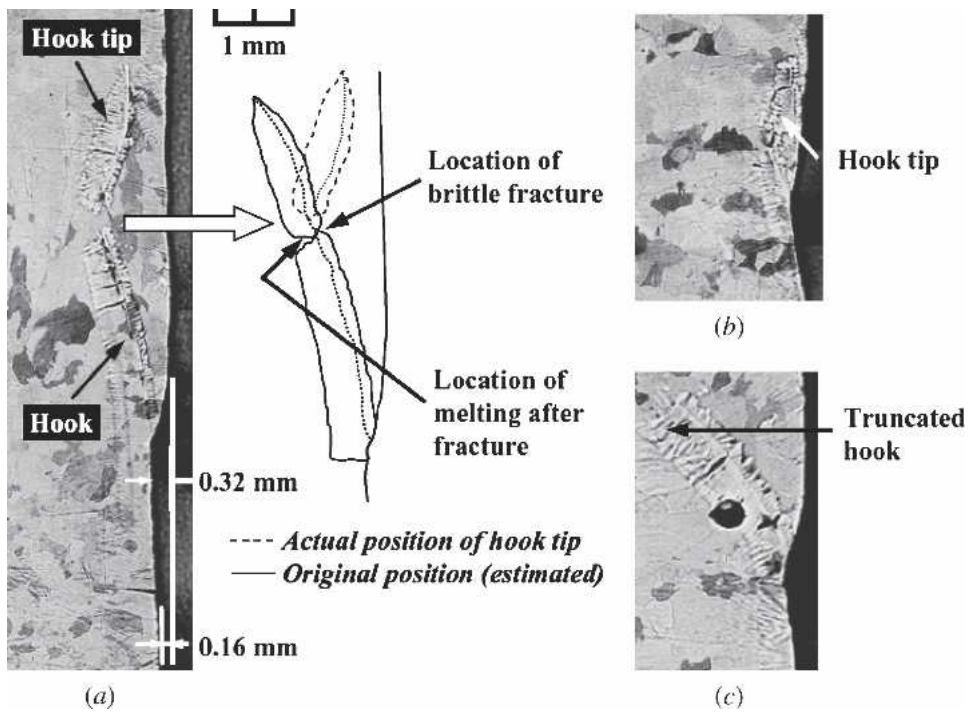 Hook tip
1 mm
Location of
brittle fracture
Hook
Location of
melting after
fracture
0.32 mm
Actual position of hook tip
Original position (estimated)
0.16 mm
(a)
Hook tip
(b)
Truncated
hook
(c)